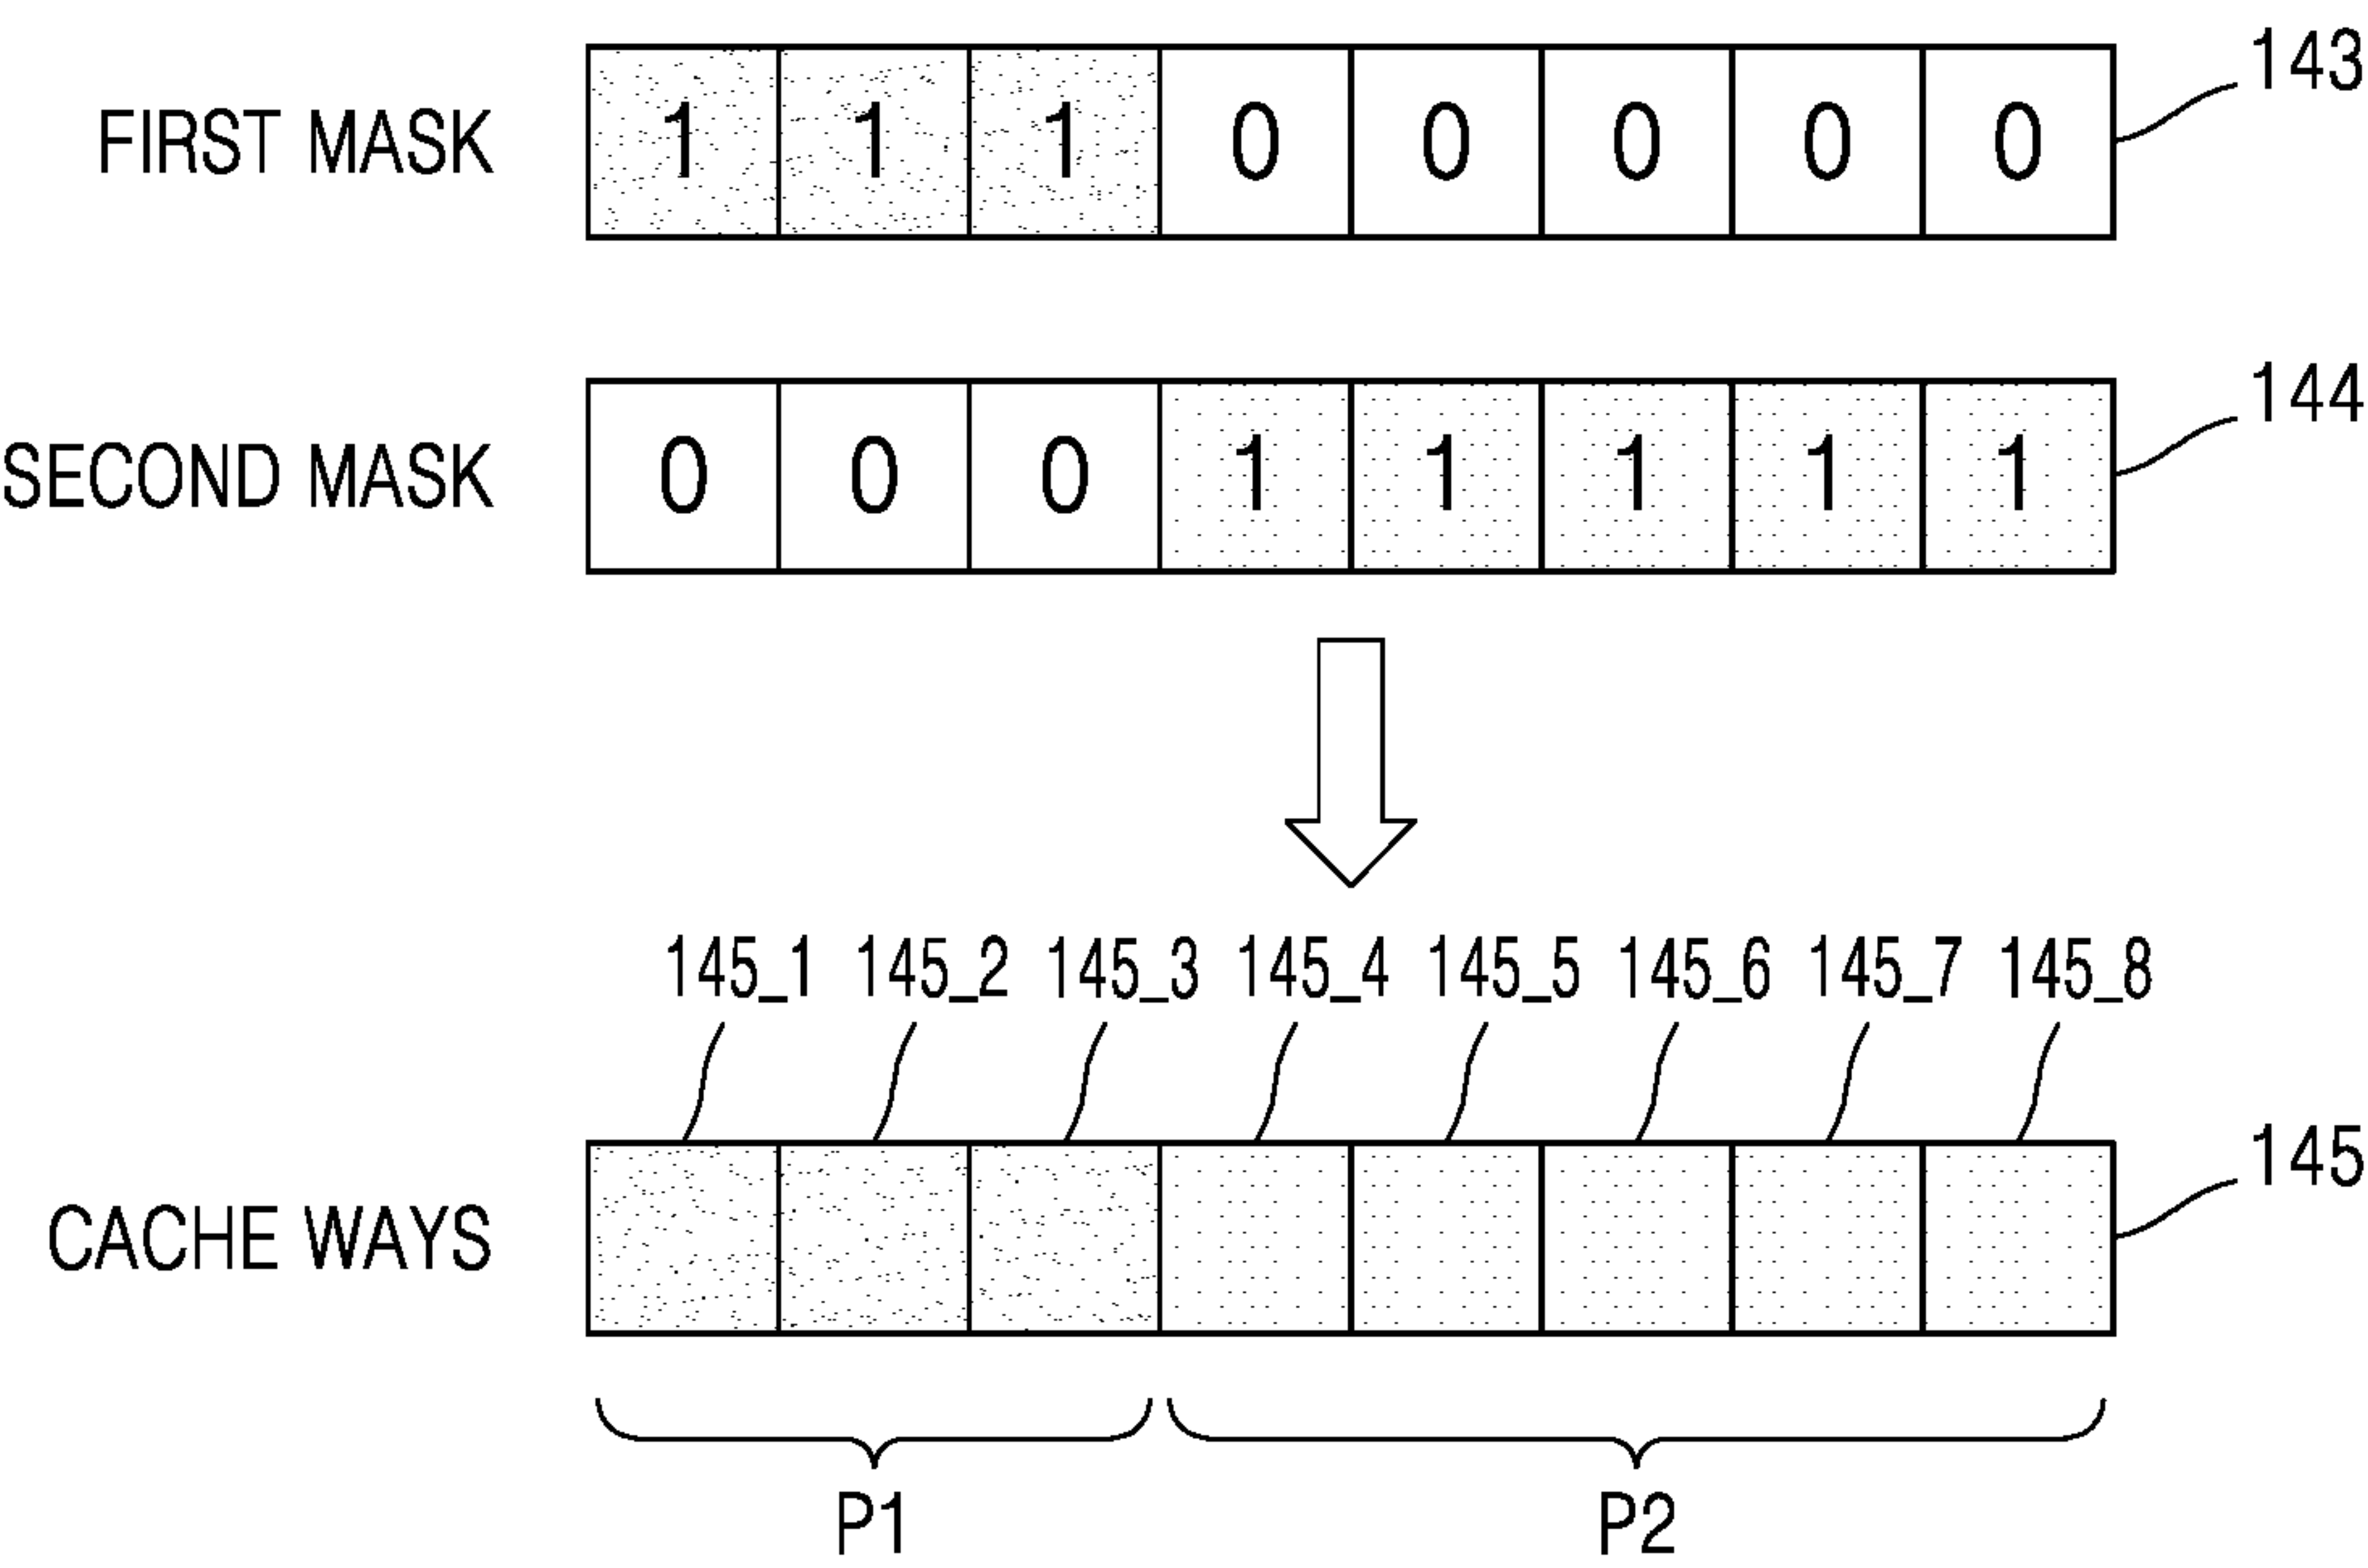 143
FIRST MASK 1 1 1 0 0 0 0 0
144
SECOND MASK 0 0 0 1 1 1 1 1
145_1 145_2 145_3 145_4 145_5 145_6 145_7 145_8
145
CACHE WAYS
P1 P2